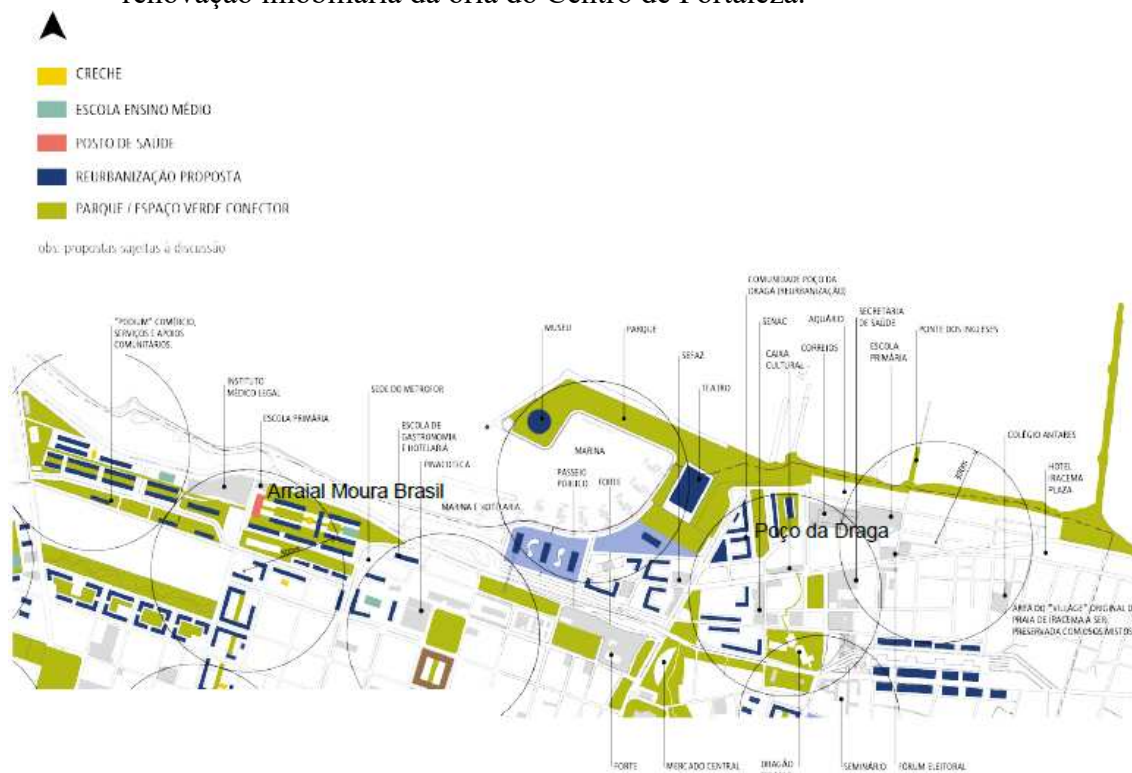 renovação imobiliária da orla do Centro de Fortaleza.
CRECHE
ESCOLA ENSINO MÉDIO
POSTO DE SAÚDE
REURBANIZAÇÃO PROPOSTA
PARQUE / ESPAÇO VERDE CONECTOR
obs: propostas sujeitas à discussão
"PODIUM" COMÉRCIO,
SERVIÇOS E APOIOS
COMUNITÁRIOS.
INSTITUTO
MÉDICO LEGAL
ESCOLA PRIMÁRIA
SEDE DO METROFOR
ESCOLA DE
GASTRONOMIA
E HOTELARIA
PINACOTECA
MUSEU
PARQUE
SEFAZ
TEATRO
COMUNIDADE POÇO DA
DRAGA (REURBANIZAÇÃO)
SENAC
CAIXA
CULTURAL
AQUÁRIO
CORREIOS
SECRETARIA
DE SAÚDE
ESCOLA
PRIMÁRIA
PONTE DOS INGLESES
COLÉGIO ANTARES
HOTEL
IRACEMA
PLAZA
MARINA
PASSEIO
PÚBLICO
FORTE
MARINA E HOTELARIA
Arraial Moura Brasil
Poço da Draga
300m
300m
ÁREA DO "VILLAGE" ORIGINAL D
PRAIA DE IRACEMA A SER
PRESERVADA COM USOS MISTOS
FORTE
MERCADO CENTRAL
DRAGÃO
SEMINÁRIO
FÓRUM ELEITORAL